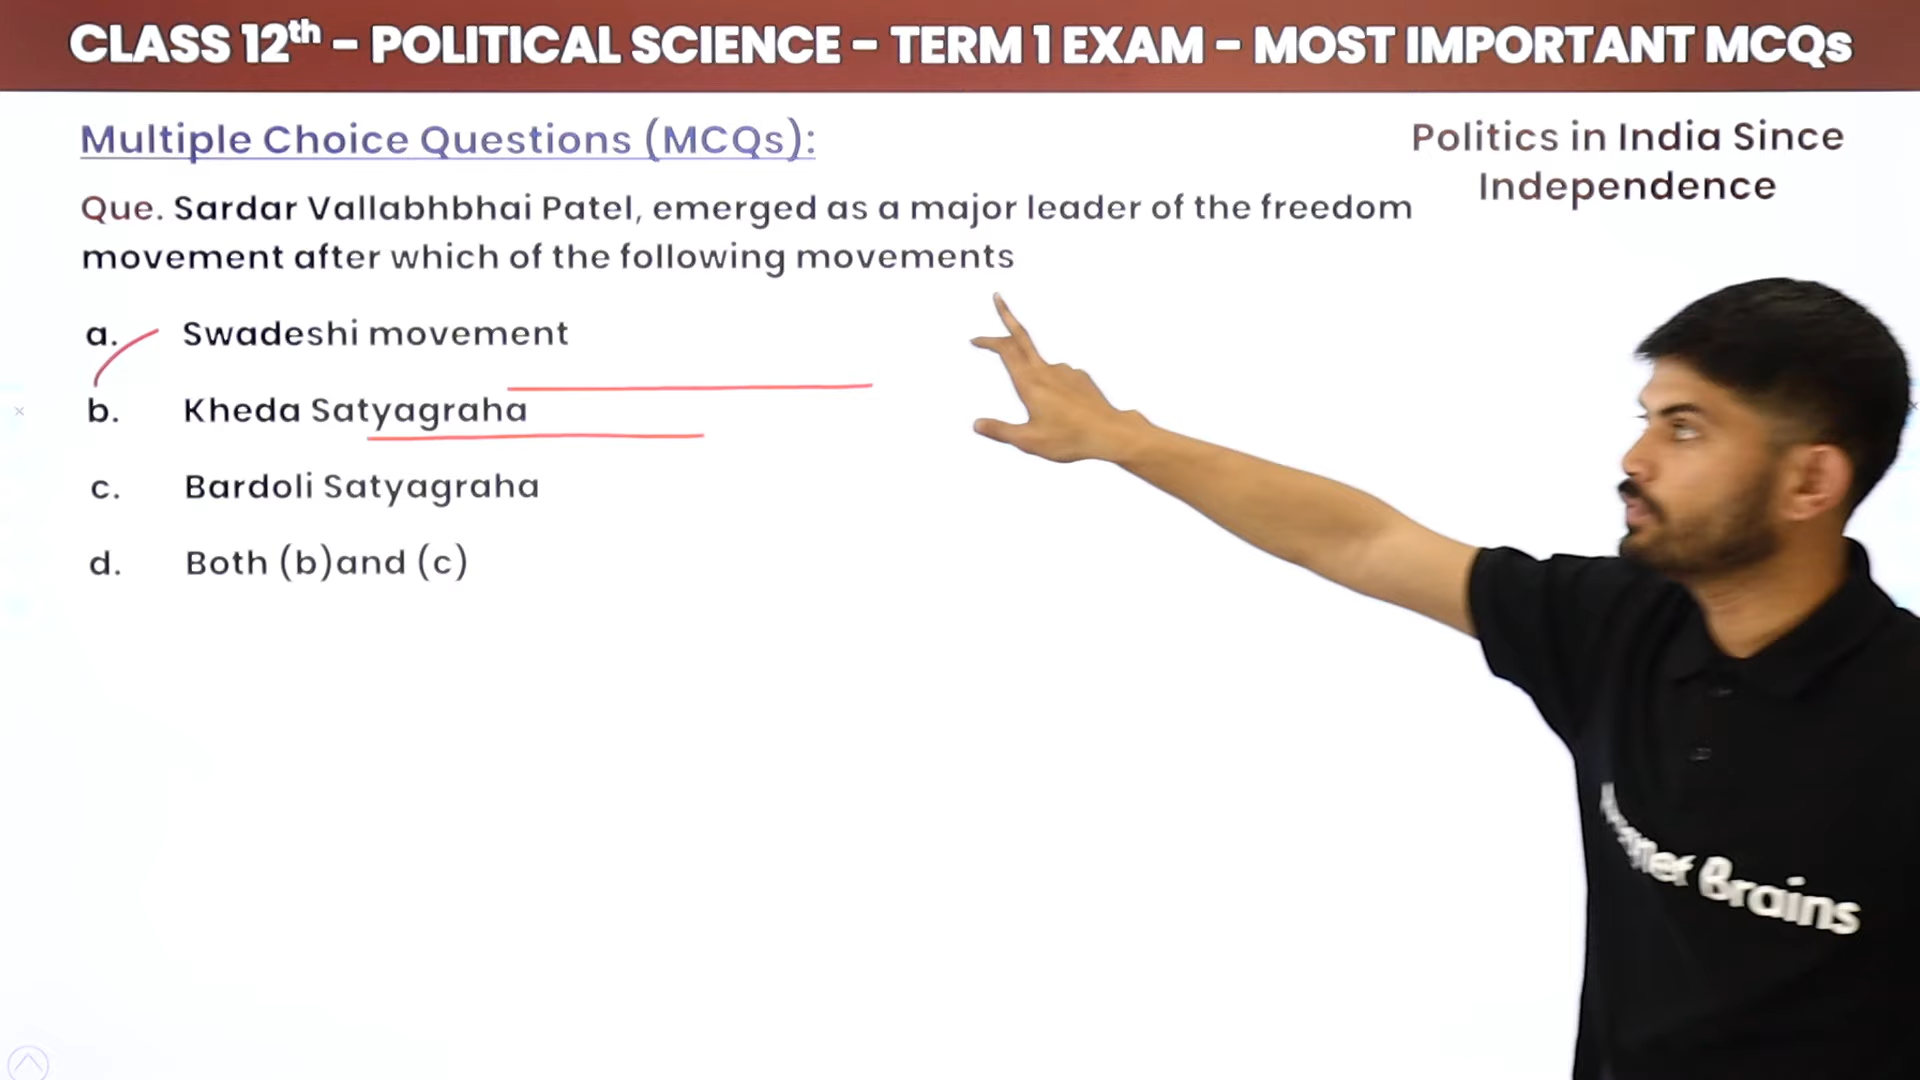 CLASS 12th – POLITICAL SCIENCE – TERM 1 EXAM – MOST IMPORTANT MCQs
Multiple Choice Questions (MCQs):
Politics in India Since
Independence
Que. Sardar Vallabhbhai Patel, emerged as a major leader of the freedom
movement after which of the following movements
a. Swadeshi movement
b. Kheda Satyagraha
c. Bardoli Satyagraha
d. Both (b)and (c)
Brains